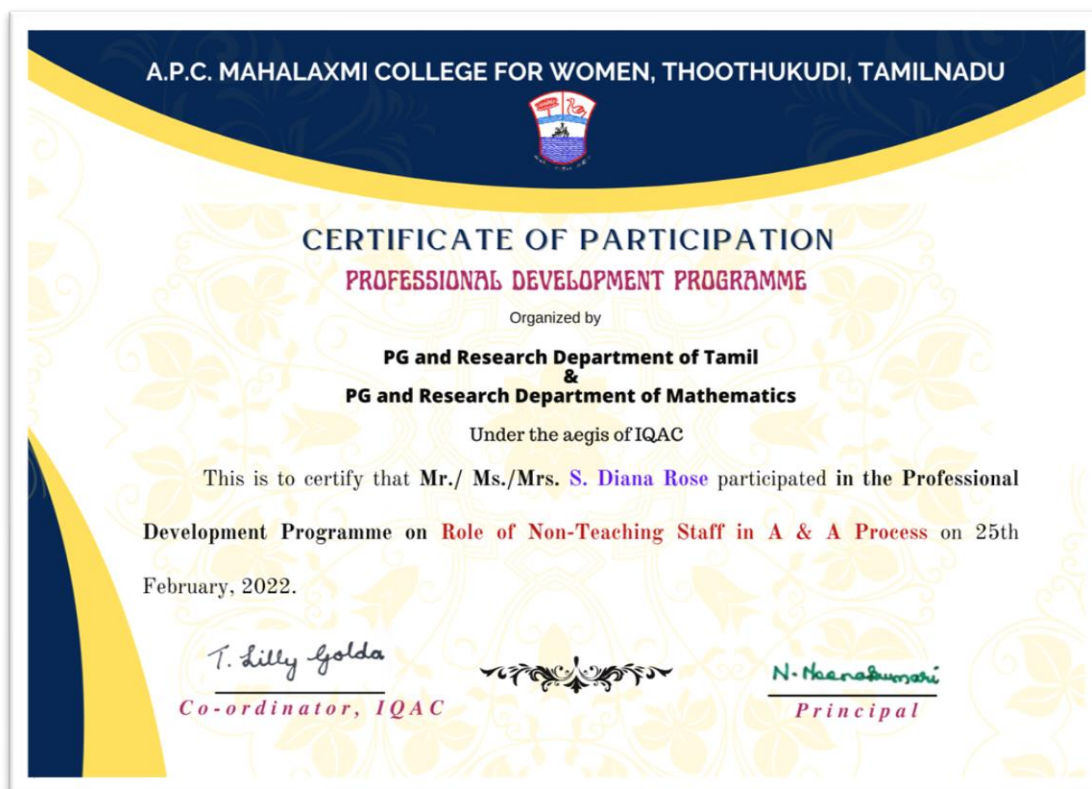 A.P.C. MAHALAXMI COLLEGE FOR WOMEN, THOOTHUKUDI, TAMILNADU
CERTIFICATE OF PARTICIPATION
PROFESSIONAL DEVELOPMENT PROGRAMME
Organized by
PG and Research Department of Tamil
&
PG and Research Department of Mathematics
Under the aegis of IQAC
This is to certify that Mr./ Ms./Mrs. S. Diana Rose participated in the Professional
Development Programme on Role of Non-Teaching Staff in A & A Process on 25th
February, 2022.
T. Lilly Golda
N. Meenakumari
Co-ordinator, IQAC
Principal